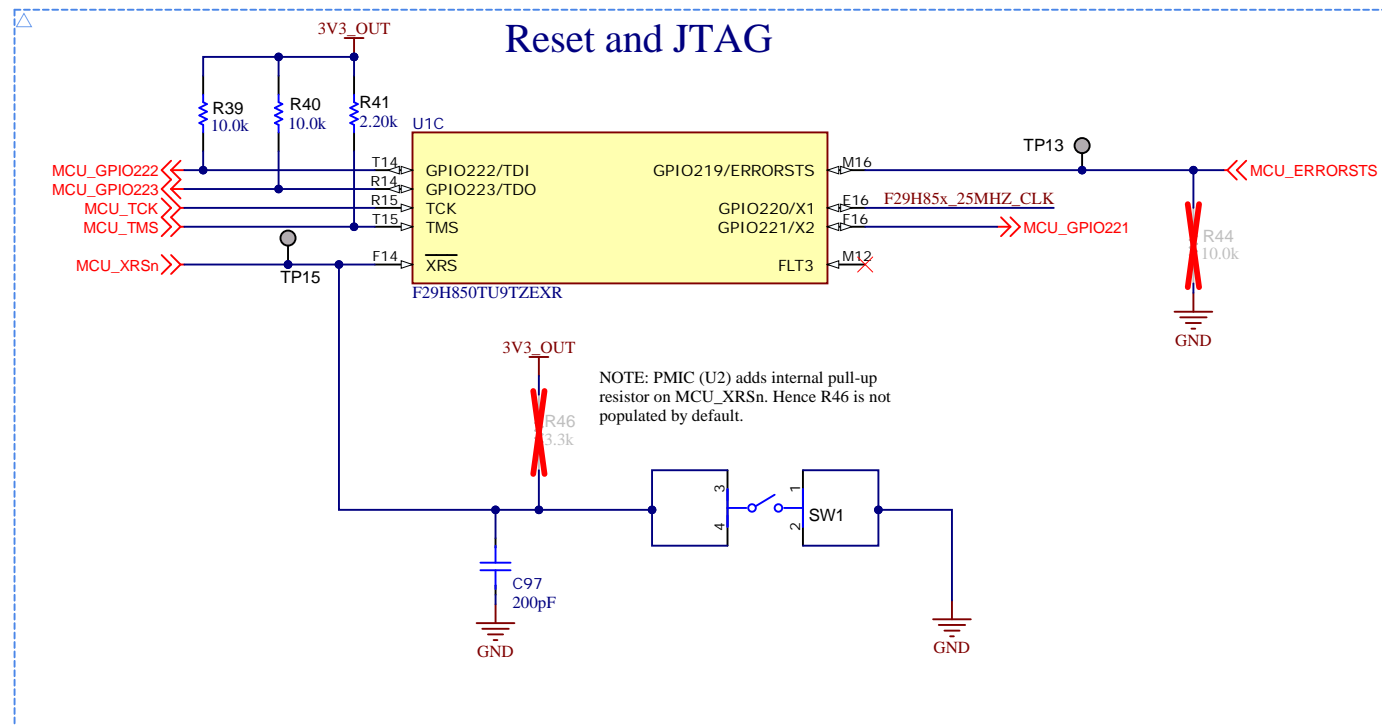 Reset and JTAG
3V3_OUT
R39
10.0k
R40
10.0k
R41
2.20k
U1C
MCU_GPIO222
T14
GPIO222/TDI
MCU_GPIO223
R14
GPIO223/TDO
MCU_TCK
R15
TCK
MCU_TMS
T15
TMS
MCU_XRSn
TP15
F14
XRS
F29H850TU9TZEXR
GPIO219/ERRORSTS
M16
TP13
MCU_ERRORSTS
GPIO220/X1
E16
F29H85x_25MHZ_CLK
GPIO221/X2
F16
MCU_GPIO221
FLT3
M12
R44
10.0k
GND
3V3_OUT
R46
3.3k
NOTE: PMIC (U2) adds internal pull-up
resistor on MCU_XRSn. Hence R46 is not
populated by default.
3
4
1
2
SW1
C97
200pF
GND
GND